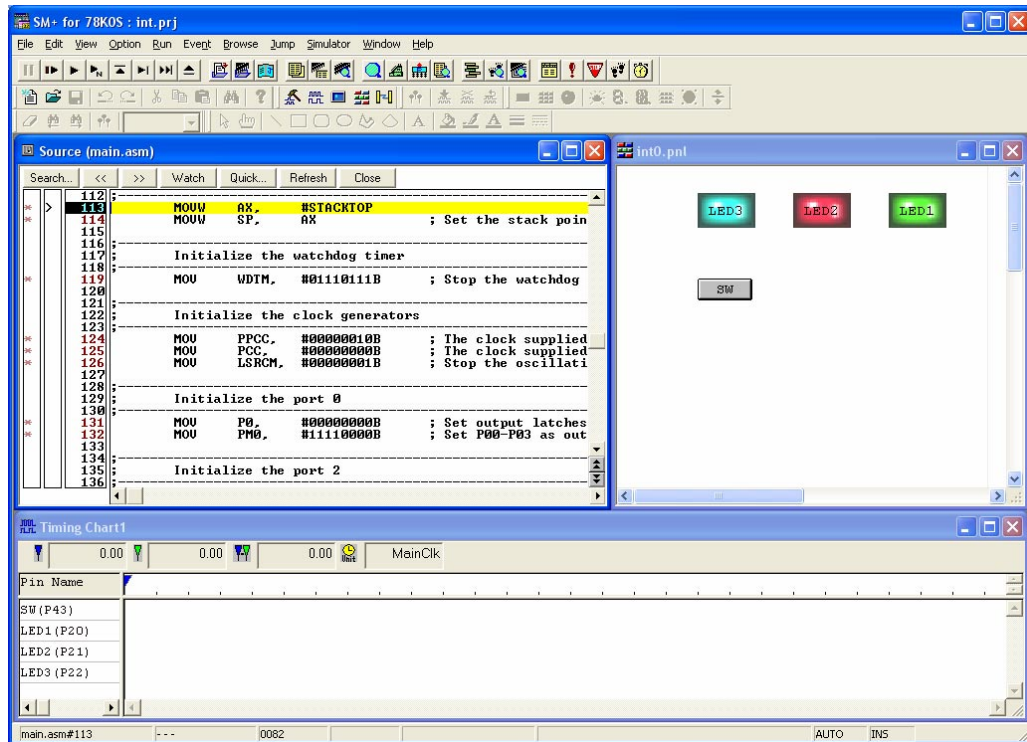 SM+ for 78K0S : int.prj
File Edit View Option Run Event Browse Jump Simulator Window Help
Source (main.asm)
Search... << >> Watch Quick... Refresh Close
112 ;----------------------------------------------------------------
113 MOVW AX, #STACKTOP
114 MOVW SP, AX ; Set the stack poin
115
116 ;----------------------------------------------------------------
117 ; Initialize the watchdog timer
118 ;----------------------------------------------------------------
119 MOV WDTM, #01110111B ; Stop the watchdog
120
121 ;----------------------------------------------------------------
122 ; Initialize the clock generators
123 ;----------------------------------------------------------------
124 MOV PPCC, #00000010B ; The clock supplied
125 MOV PCC, #00000000B ; The clock supplied
126 MOV LSRCM, #00000001B ; Stop the oscillati
127
128 ;----------------------------------------------------------------
129 ; Initialize the port 0
130 ;----------------------------------------------------------------
131 MOV P0, #00000000B ; Set output latches
132 MOV PM0, #11110000B ; Set P00-P03 as out
133
134 ;----------------------------------------------------------------
135 ; Initialize the port 2
136 ;----------------------------------------------------------------
int0.pnl
LED3 LED2 LED1
SW
Timing Chart1
0.00 0.00 0.00 Unit MainClk
Pin Name
SW(P43)
LED1(P20)
LED2(P21)
LED3(P22)
main.asm#113 --- 0082 AUTO INS